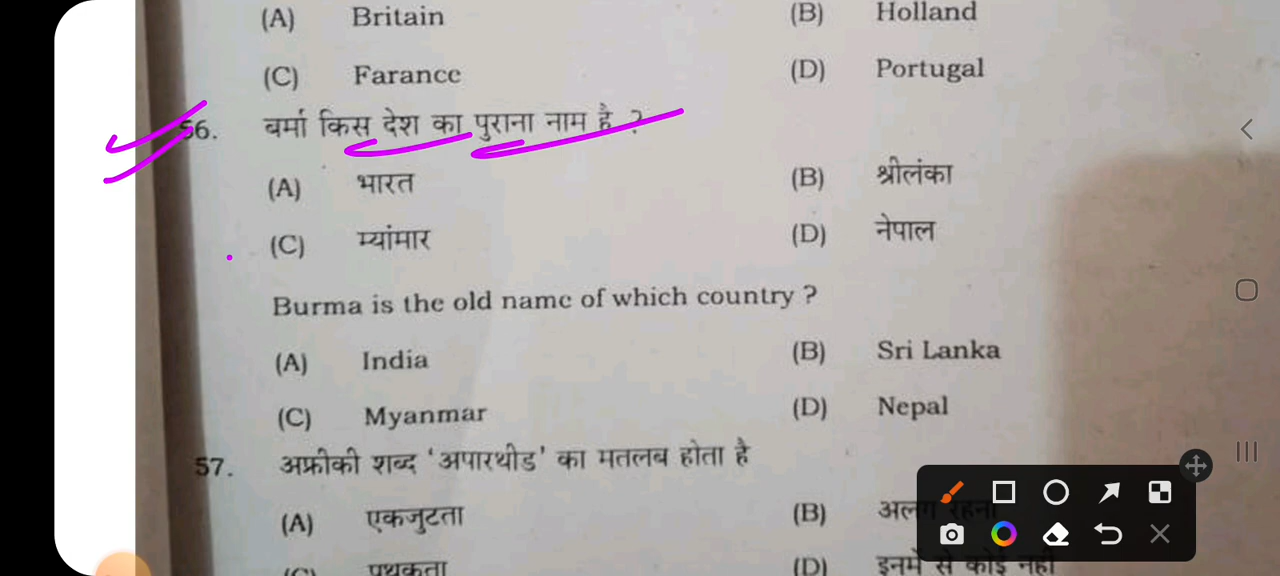 (A) Britain (B) Holland
(C) Farance (D) Portugal
56. बर्मा किस देश का पुराना नाम है ?
(A) भारत (B) श्रीलंका
(C) म्यांमार (D) नेपाल
Burma is the old name of which country ?
(A) India (B) Sri Lanka
(C) Myanmar (D) Nepal
57. अफ्रीकी शब्द ‘अपारथीड’ का मतलब होता है
(A) एकजुटता (B) अलग रहना
(C) पृथकता (D) इनमें से कोई नहीं